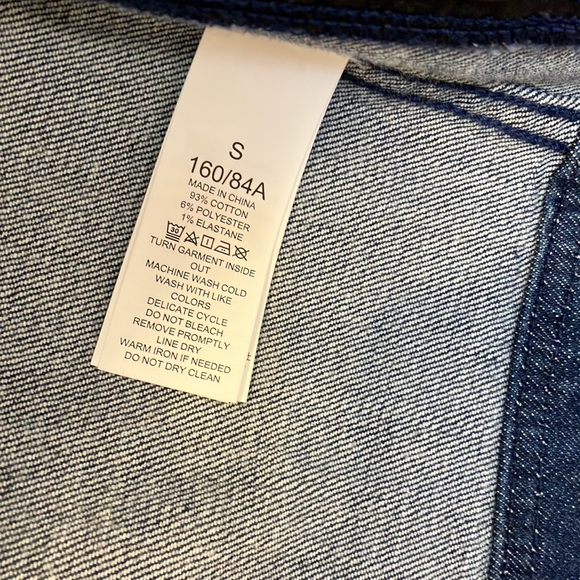 S
160/84A
MADE IN CHINA
93% COTTON
6% POLYESTER
1% ELASTANE
30
TURN GARMENT INSIDE
OUT
MACHINE WASH COLD
WASH WITH LIKE
COLORS
DELICATE CYCLE
DO NOT BLEACH
REMOVE PROMPTLY
LINE DRY
WARM IRON IF NEEDED
DO NOT DRY CLEAN